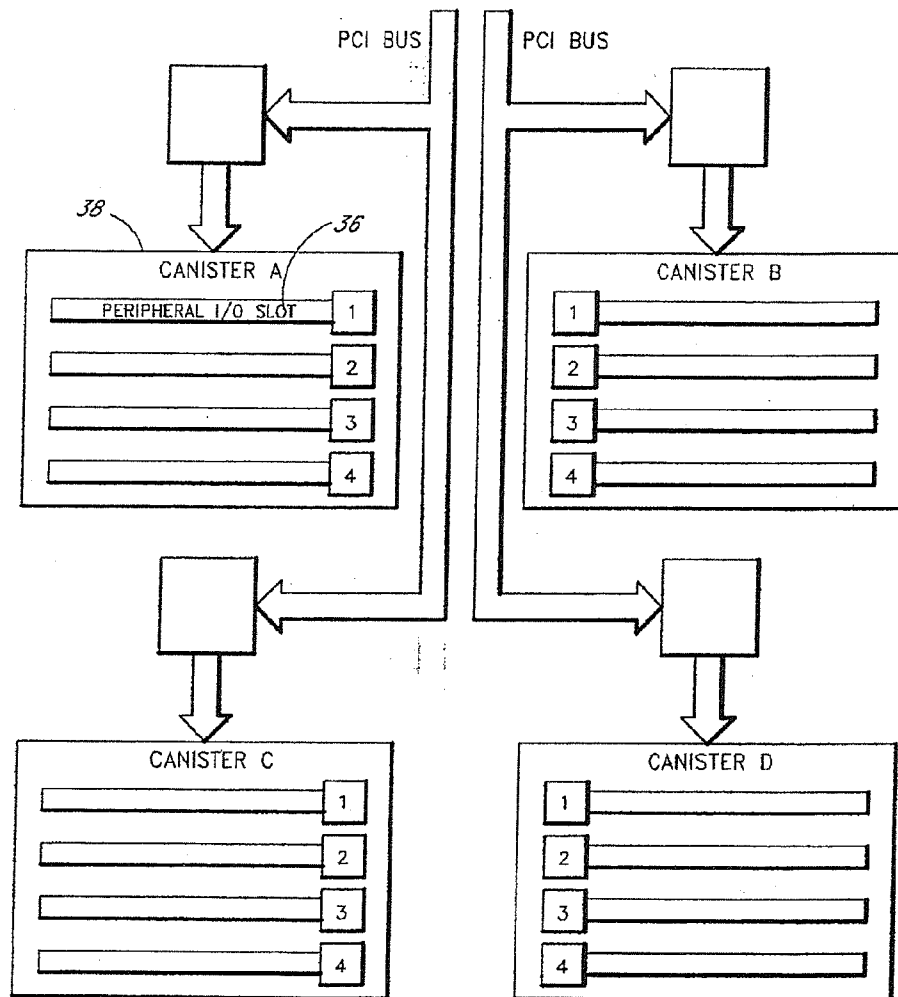 PCI BUS
PCI BUS
38
36
CANISTER A
PERIPHERAL I/O SLOT
1
2
3
4
CANISTER B
1
2
3
4
CANISTER C
1
2
3
4
CANISTER D
1
2
3
4